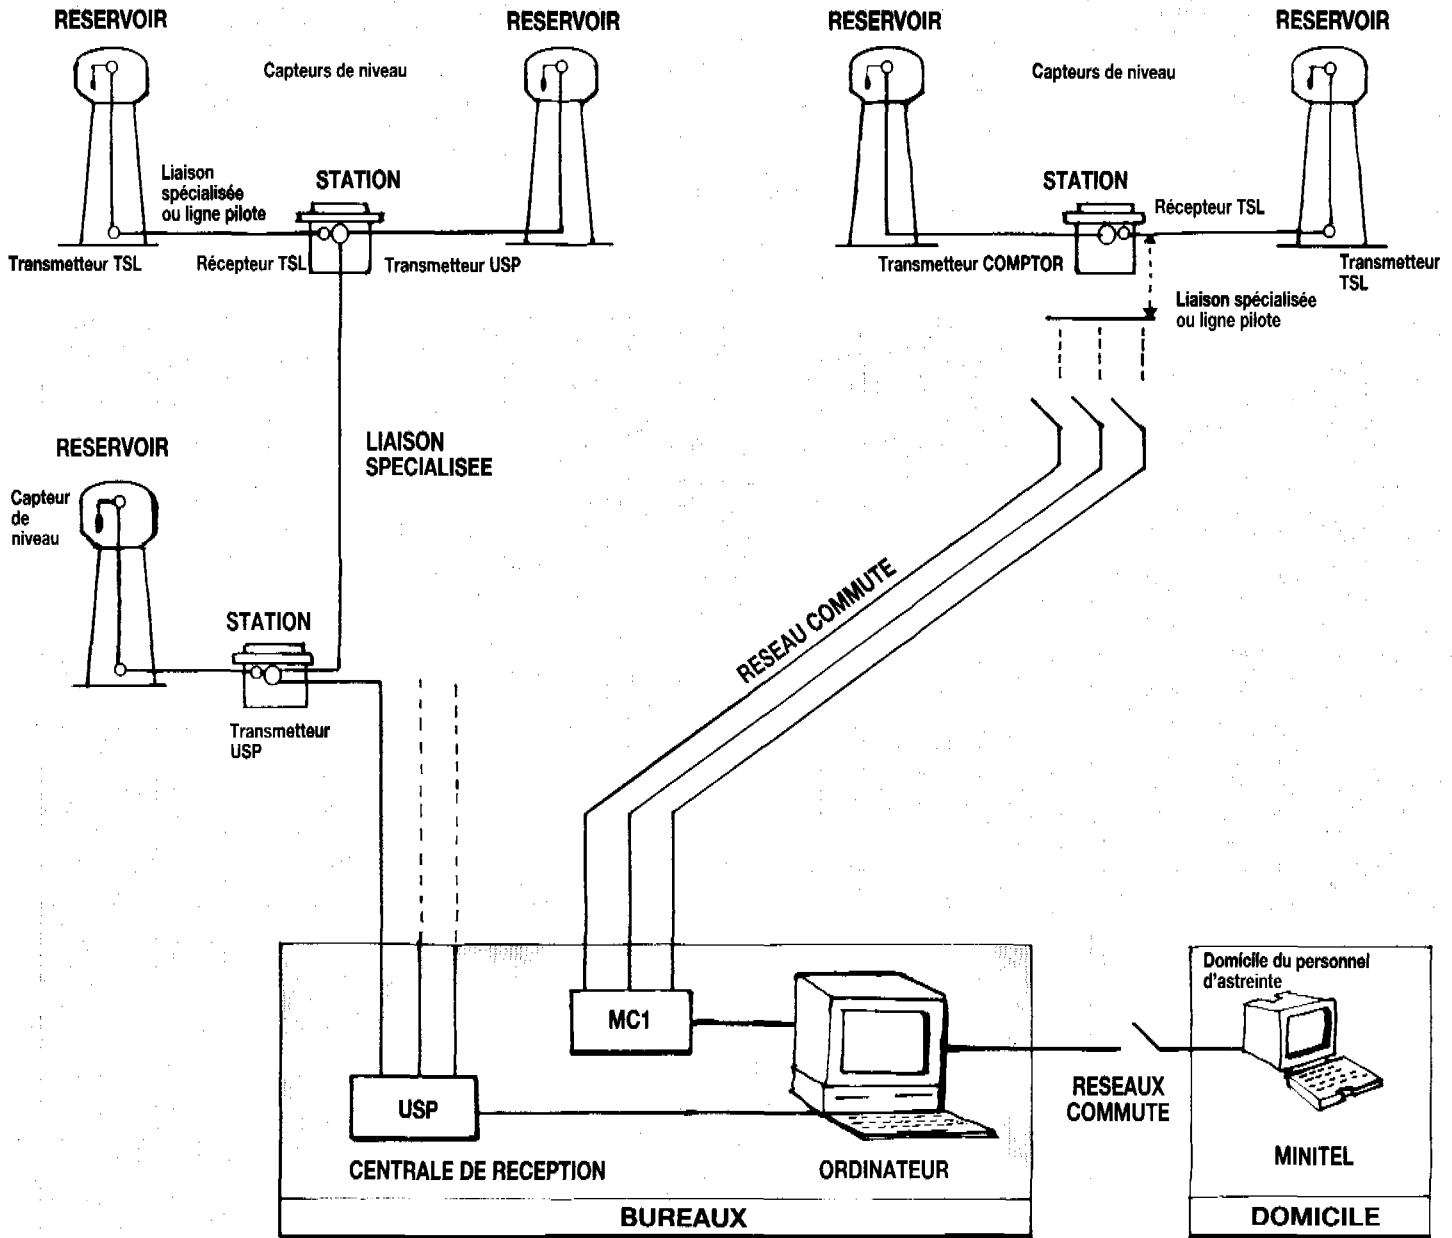 RESERVOIR
RESERVOIR
RESERVOIR
RESERVOIR
Capteurs de niveau
Capteurs de niveau
Liaison
spécialisée
ou ligne pilote
STATION
STATION
Récepteur TSL
Transmetteur TSL
Récepteur TSL
Transmetteur USP
Transmetteur COMPTOR
Transmetteur
TSL
Liaison spécialisée
ou ligne pilote
RESERVOIR
LIAISON
SPECIALISEE
Capteur
de
niveau
RESEAU COMMUTE
STATION
Transmetteur
USP
Domicile du personnel
d'astreinte
MC1
USP
RESEAUX
COMMUTE
CENTRALE DE RECEPTION
ORDINATEUR
MINITEL
BUREAUX
DOMICILE